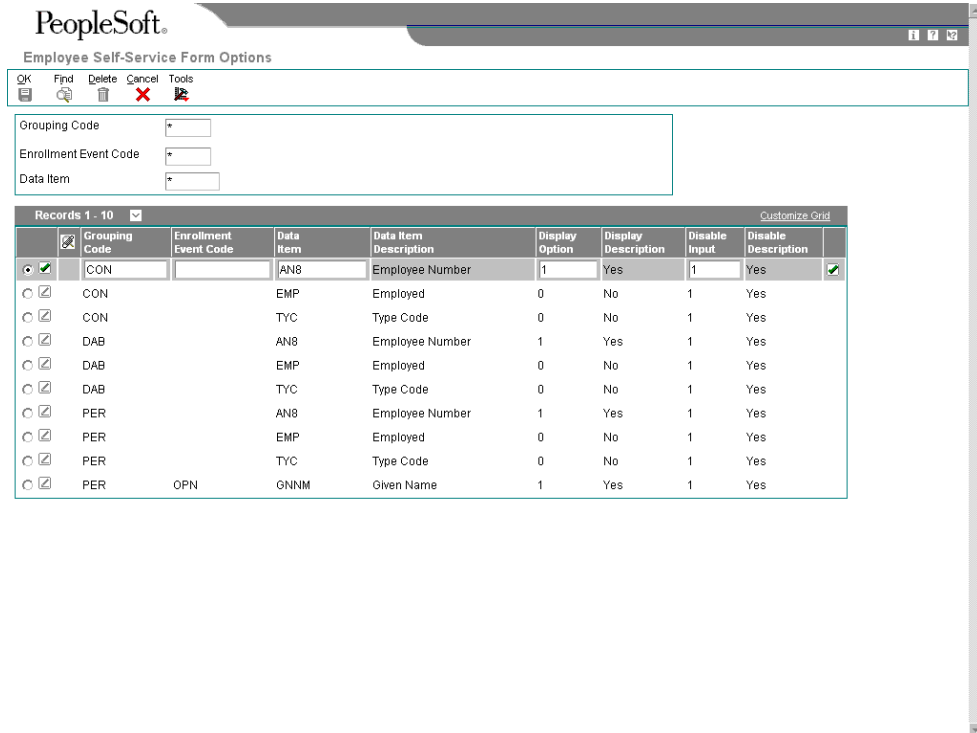 PeopleSoft®
Employee Self-Service Form Options
OK Find Delete Cancel Tools
Grouping Code *
Enrollment Event Code *
Data Item *
Records 1 - 10 Customize Grid
Grouping Code Enrollment Event Code Data Item Data Item Description Display Option Display Description Disable Input Disable Description
CON AN8 Employee Number 1 Yes 1 Yes
CON EMP Employed 0 No 1 Yes
CON TYC Type Code 0 No 1 Yes
DAB AN8 Employee Number 1 Yes 1 Yes
DAB EMP Employed 0 No 1 Yes
DAB TYC Type Code 0 No 1 Yes
PER AN8 Employee Number 1 Yes 1 Yes
PER EMP Employed 0 No 1 Yes
PER TYC Type Code 0 No 1 Yes
PER OPN GNNM Given Name 1 Yes 1 Yes